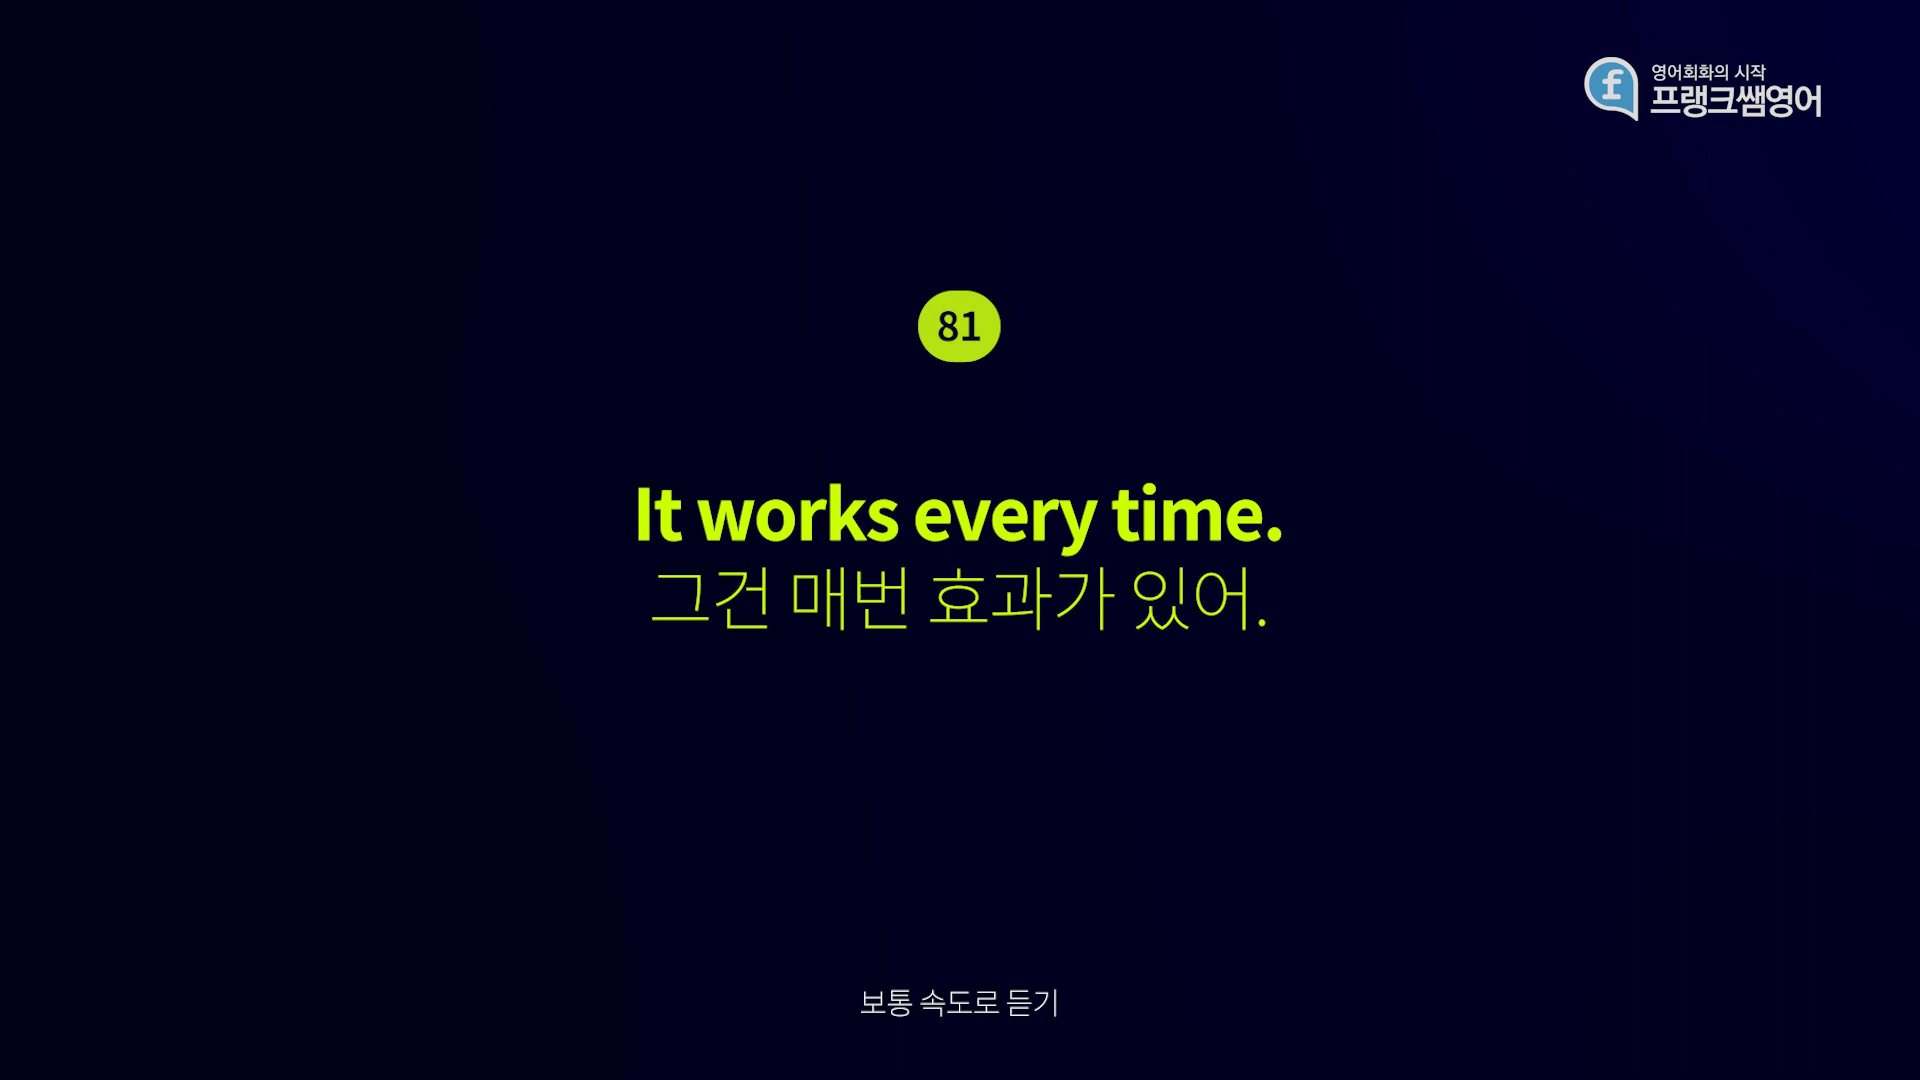 영어회화의 시작
f 프랭크쌤영어
81
It works every time.
그건 매번 효과가 있어.
보통 속도로 듣기